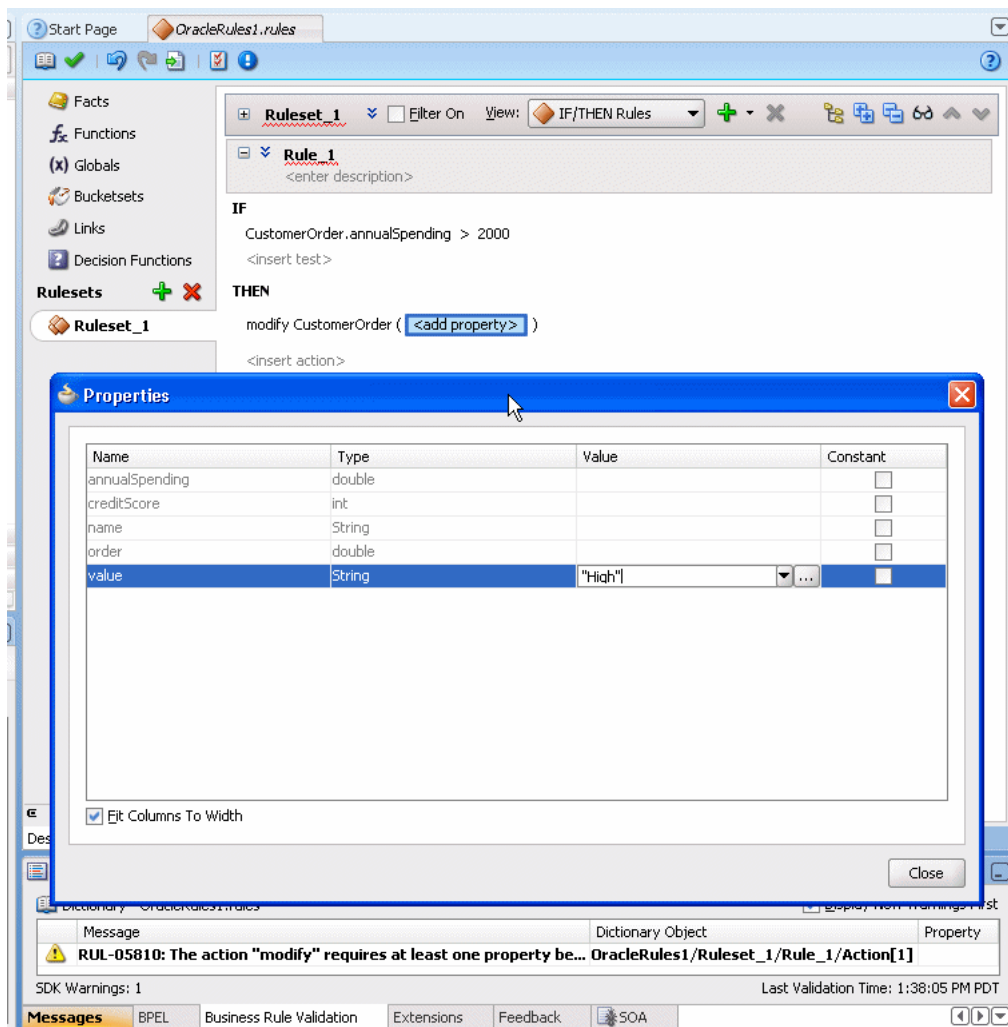 Start Page
OracleRules1.rules
Facts
Functions
Globals
Bucketsets
Links
Decision Functions
Rulesets
Ruleset_1
Ruleset_1 Filter On View: IF/THEN Rules
Rule_1
<enter description>
IF
CustomerOrder.annualSpending > 2000
<insert test>
THEN
modify CustomerOrder ( <add property> )
<insert action>
Properties
Name Type Value Constant
annualSpending double
creditScore int
name String
order double
value String "High"
Fit Columns To Width
Des
Close
Message Dictionary Object Property
RUL-05810: The action "modify" requires at least one property be... OracleRules1/Ruleset_1/Rule_1/Action[1]
SDK Warnings: 1 Last Validation Time: 1:38:05 PM PDT
Messages BPEL Business Rule Validation Extensions Feedback SOA